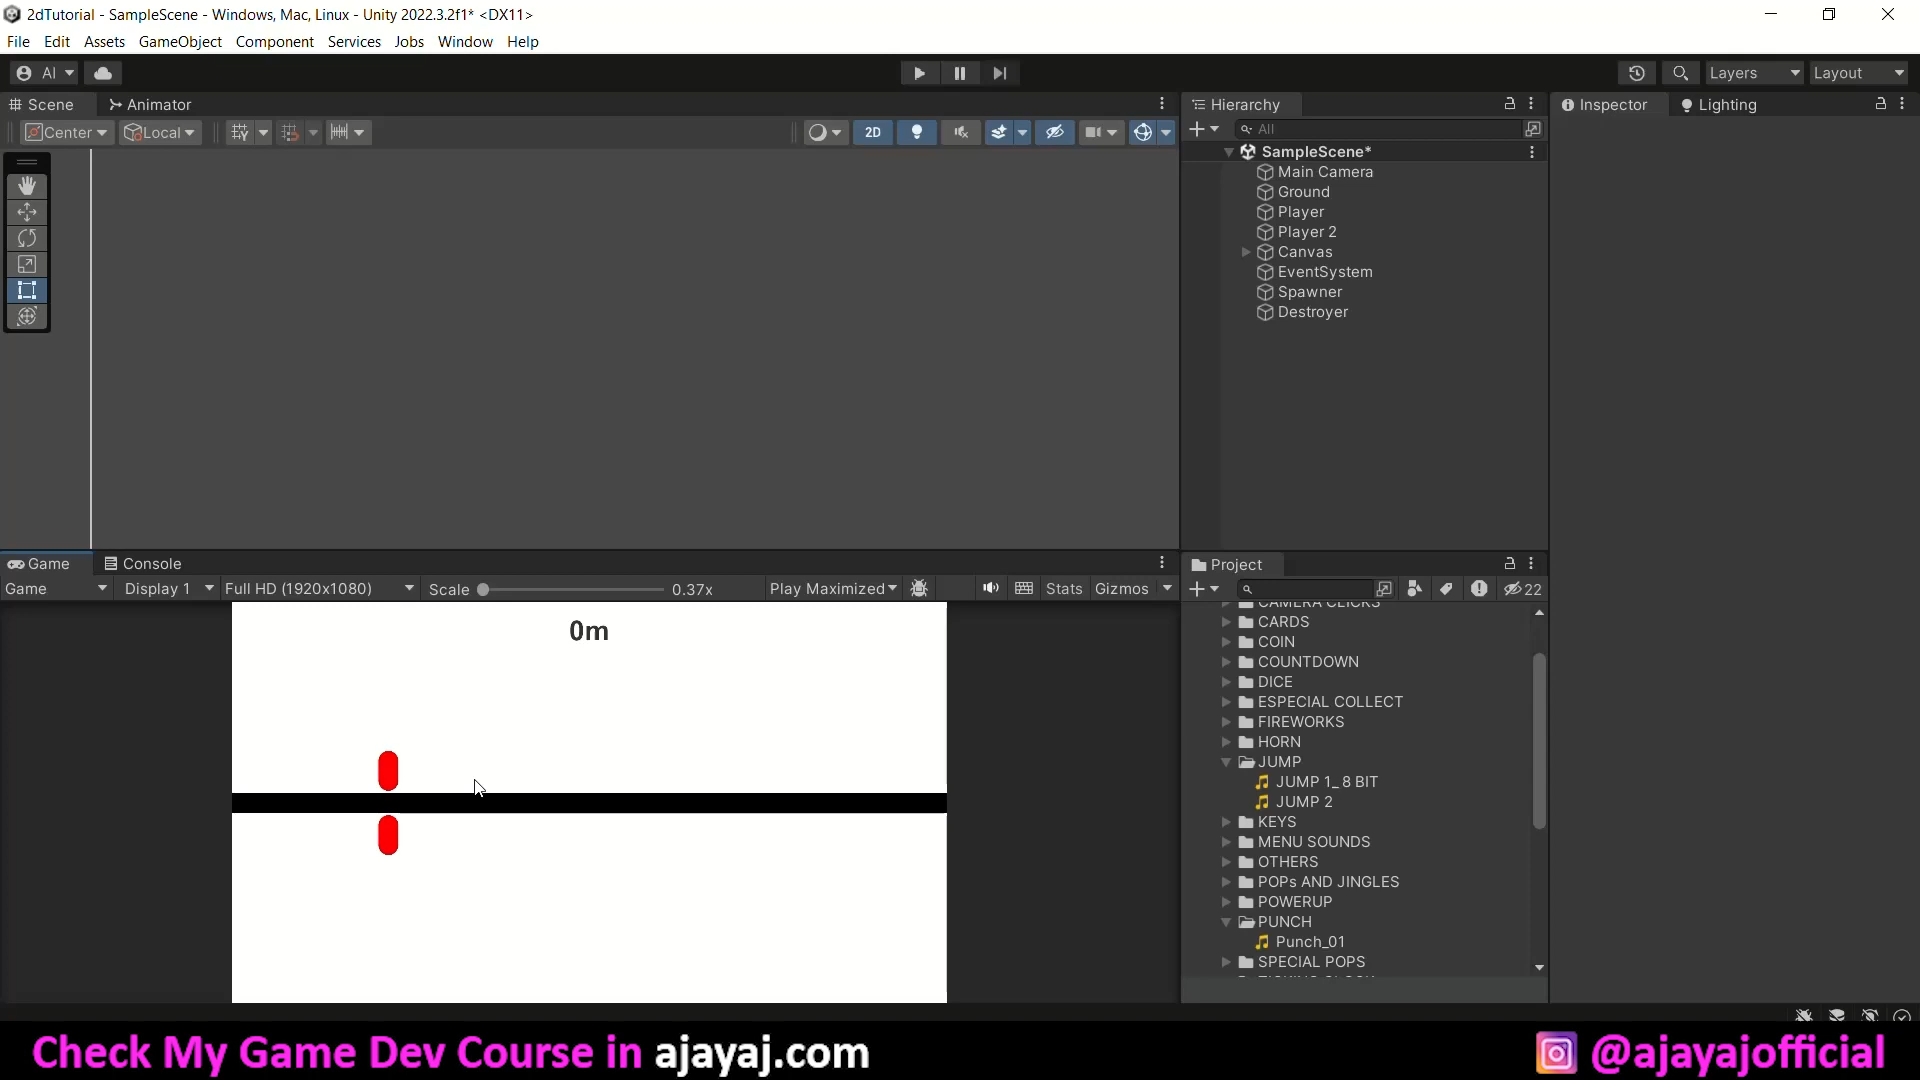 2dTutorial - SampleScene - Windows, Mac, Linux - Unity 2022.3.2f1* <DX11>
File Edit Assets GameObject Component Services Jobs Window Help
AI
Layers Layout
Scene Animator
Center Local 2D
Game Console
Game Display 1 Full HD (1920x1080) Scale 0.37x Play Maximized Stats Gizmos
0m
Hierarchy
All
SampleScene*
Main Camera
Ground
Player
Player 2
Canvas
EventSystem
Spawner
Destroyer
Project
22
CAMERA CLICKS
CARDS
COIN
COUNTDOWN
DICE
ESPECIAL COLLECT
FIREWORKS
HORN
JUMP
JUMP 1_ 8 BIT
JUMP 2
KEYS
MENU SOUNDS
OTHERS
POPs AND JINGLES
POWERUP
PUNCH
Punch_01
SPECIAL POPS
Inspector Lighting
Check My Game Dev Course in ajayaj.com
@ajayajofficial